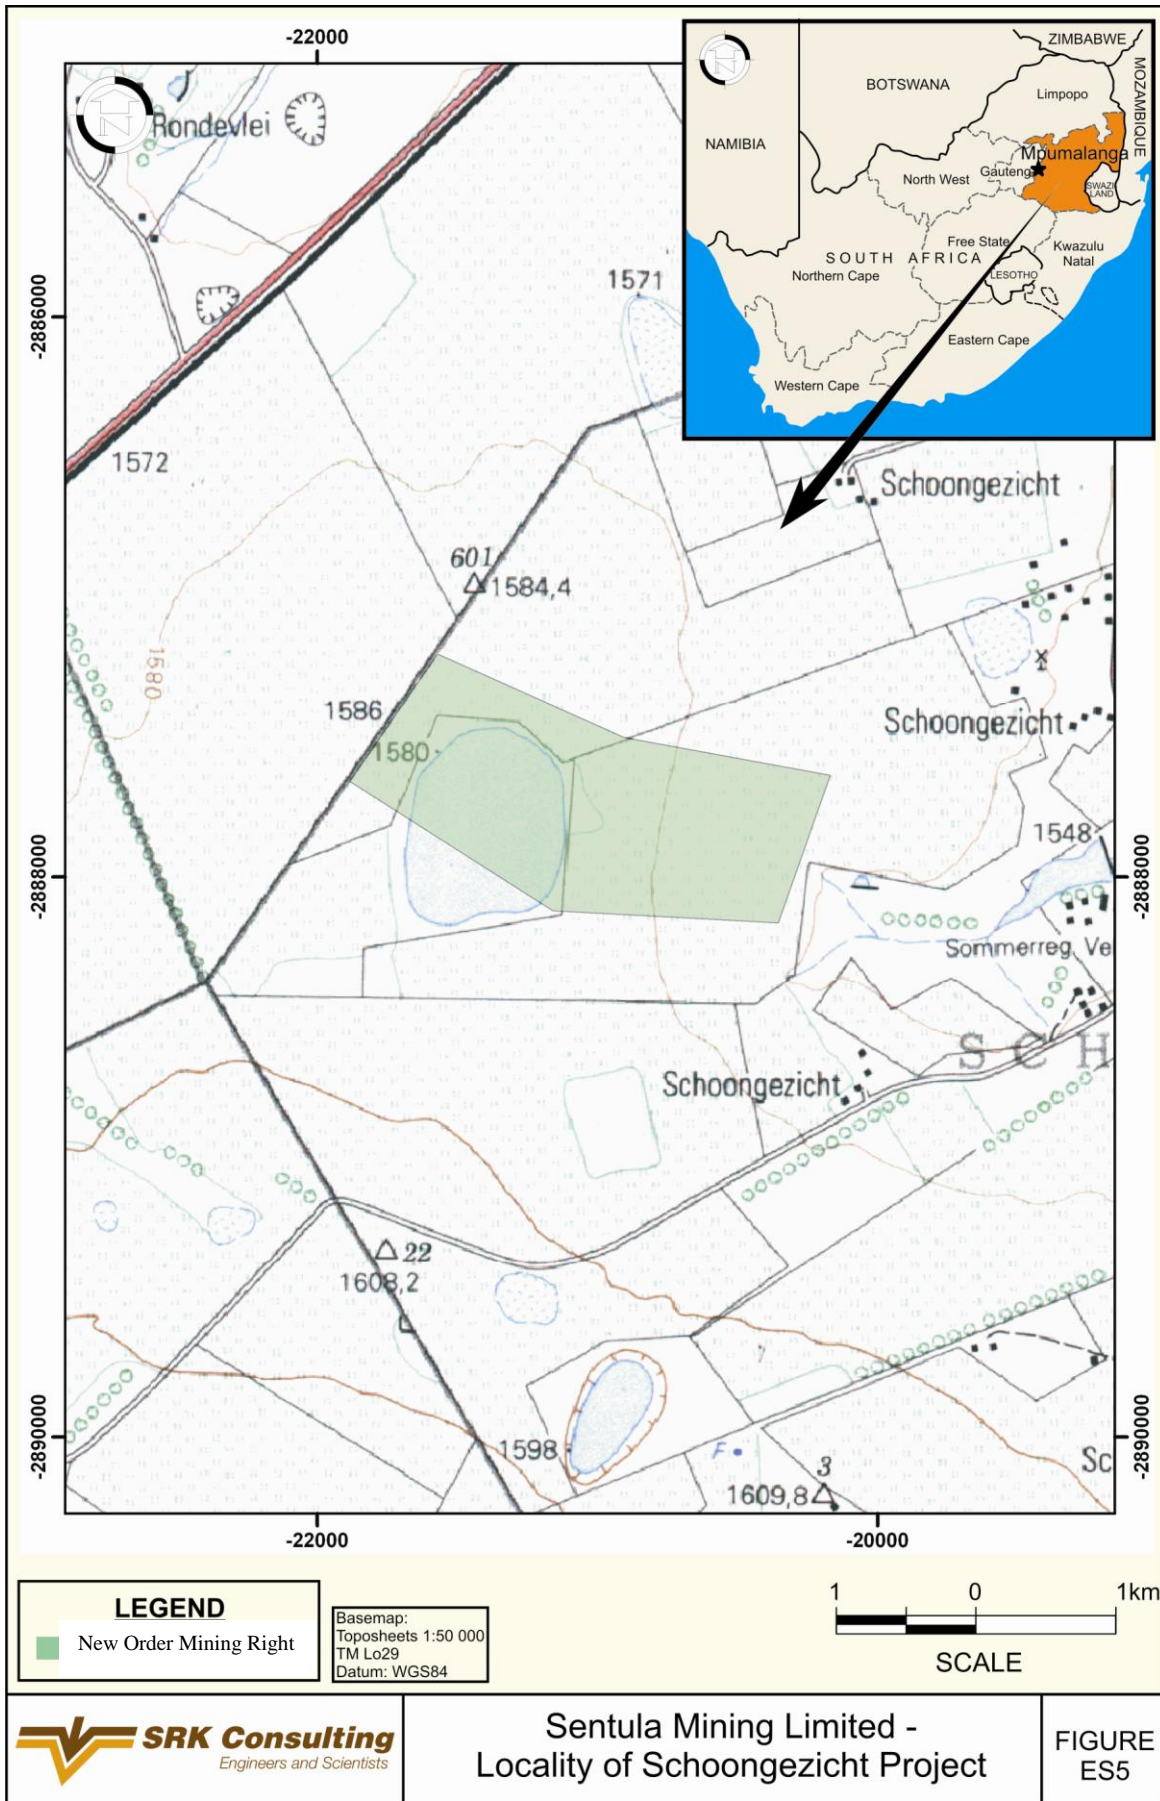 -22000
ZIMBABWE
BOTSWANA
MOZAMBIQUE
Limpopo
NAMIBIA
Mpumalanga
North West
Gauteng
SWAZI
LAND
Free State
Kwazulu
Natal
SOUTH AFRICA
Northern Cape
LESOTHO
Eastern Cape
Western Cape
N
N
Rondevlei
1571
-2886000
1572
Schoongezicht
601
1584,4
1580
1586
1580
Schoongezicht
1548
-2888000
-2888000
Sommerreg Ve
S C H
Schoongezicht
22
1608,2
-2890000
-2890000
1598
F
3
1609,8
Sc
-22000
-20000
LEGEND
New Order Mining Right
Basemap:
Toposheets 1:50 000
TM Lo29
Datum: WGS84
1 0 1km
SCALE
SRK Consulting
Engineers and Scientists
Sentula Mining Limited -
Locality of Schoongezicht Project
FIGURE
ES5